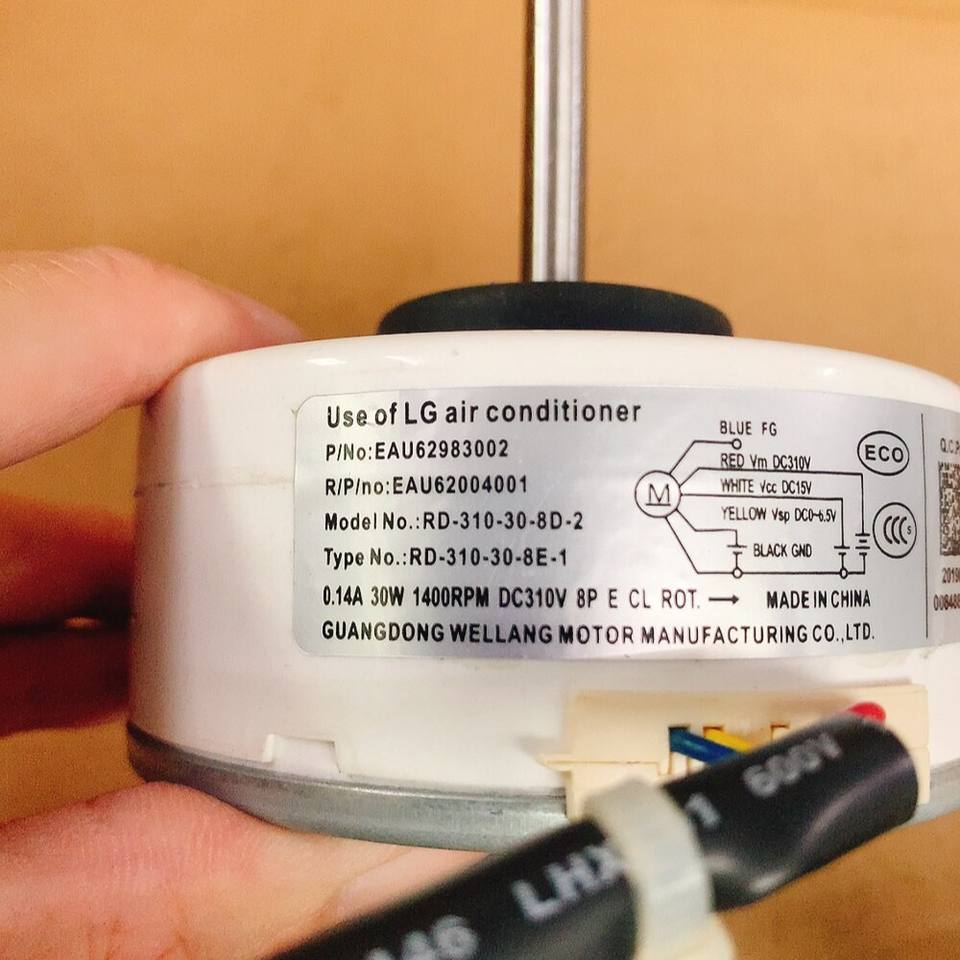 Use of LG air conditioner
P/No:EAU62983002
R/P/no:EAU62004001
Model No.:RD-310-30-8D-2
Type No.:RD-310-30-8E-1
0.14A 30W 1400RPM DC310V 8P E CL ROT. → MADE IN CHINA
GUANGDONG WELLANG MOTOR MANUFACTURING CO.,LTD.
BLUE FG
RED Vm DC310V
WHITE Vcc DC15V
YELLOW Vsp DC0~6.5V
BLACK GND
M
ECO
CCC S
600V